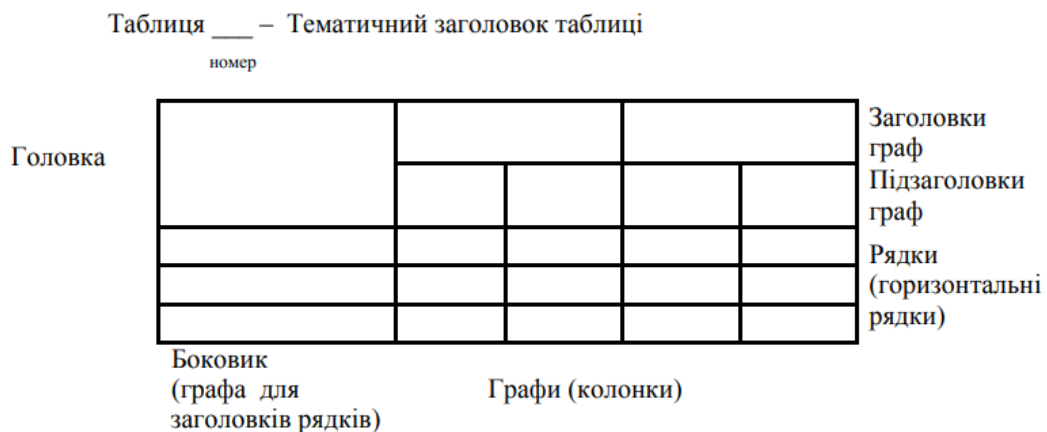 Таблиця ___ – Тематичний заголовок таблиці
номер
Головка
Заголовки
граф
Підзаголовки
граф
Рядки
(горизонтальні
рядки)
Боковик
(графа для
заголовків рядків)
Графи (колонки)